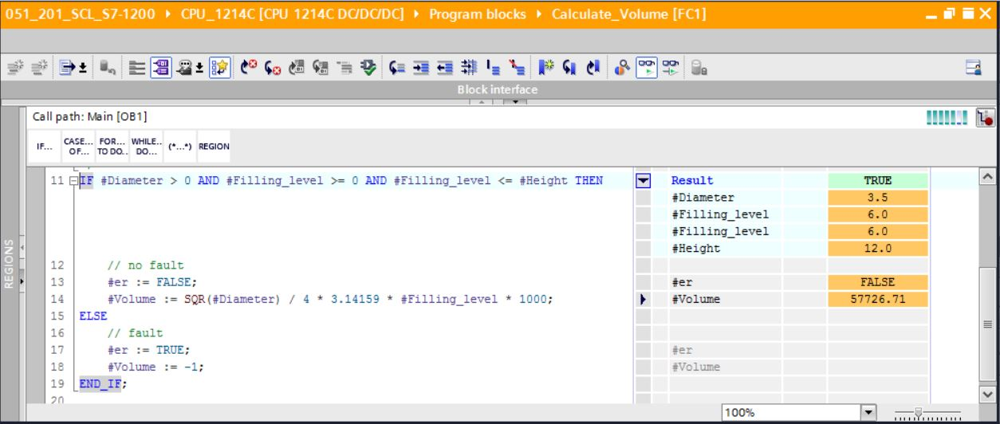 051_201_SCL_S7-1200 ▸ CPU_1214C [CPU 1214C DC/DC/DC] ▸ Program blocks ▸ Calculate_Volume [FC1]
Block interface
Call path: Main [OB1]
IF... CASE... OF... FOR... TO DO.. WHILE.. DO... (*...*) REGION
REGIONS
11 IF #Diameter > 0 AND #Filling_level >= 0 AND #Filling_level <= #Height THEN Result TRUE
#Diameter 3.5
#Filling_level 6.0
#Filling_level 6.0
#Height 12.0
12 // no fault
13 #er := FALSE; #er FALSE
14 #Volume := SQR(#Diameter) / 4 * 3.14159 * #Filling_level * 1000; #Volume 57726.71
15 ELSE
16 // fault
17 #er := TRUE; #er
18 #Volume := -1; #Volume
19 END_IF;
20
100%